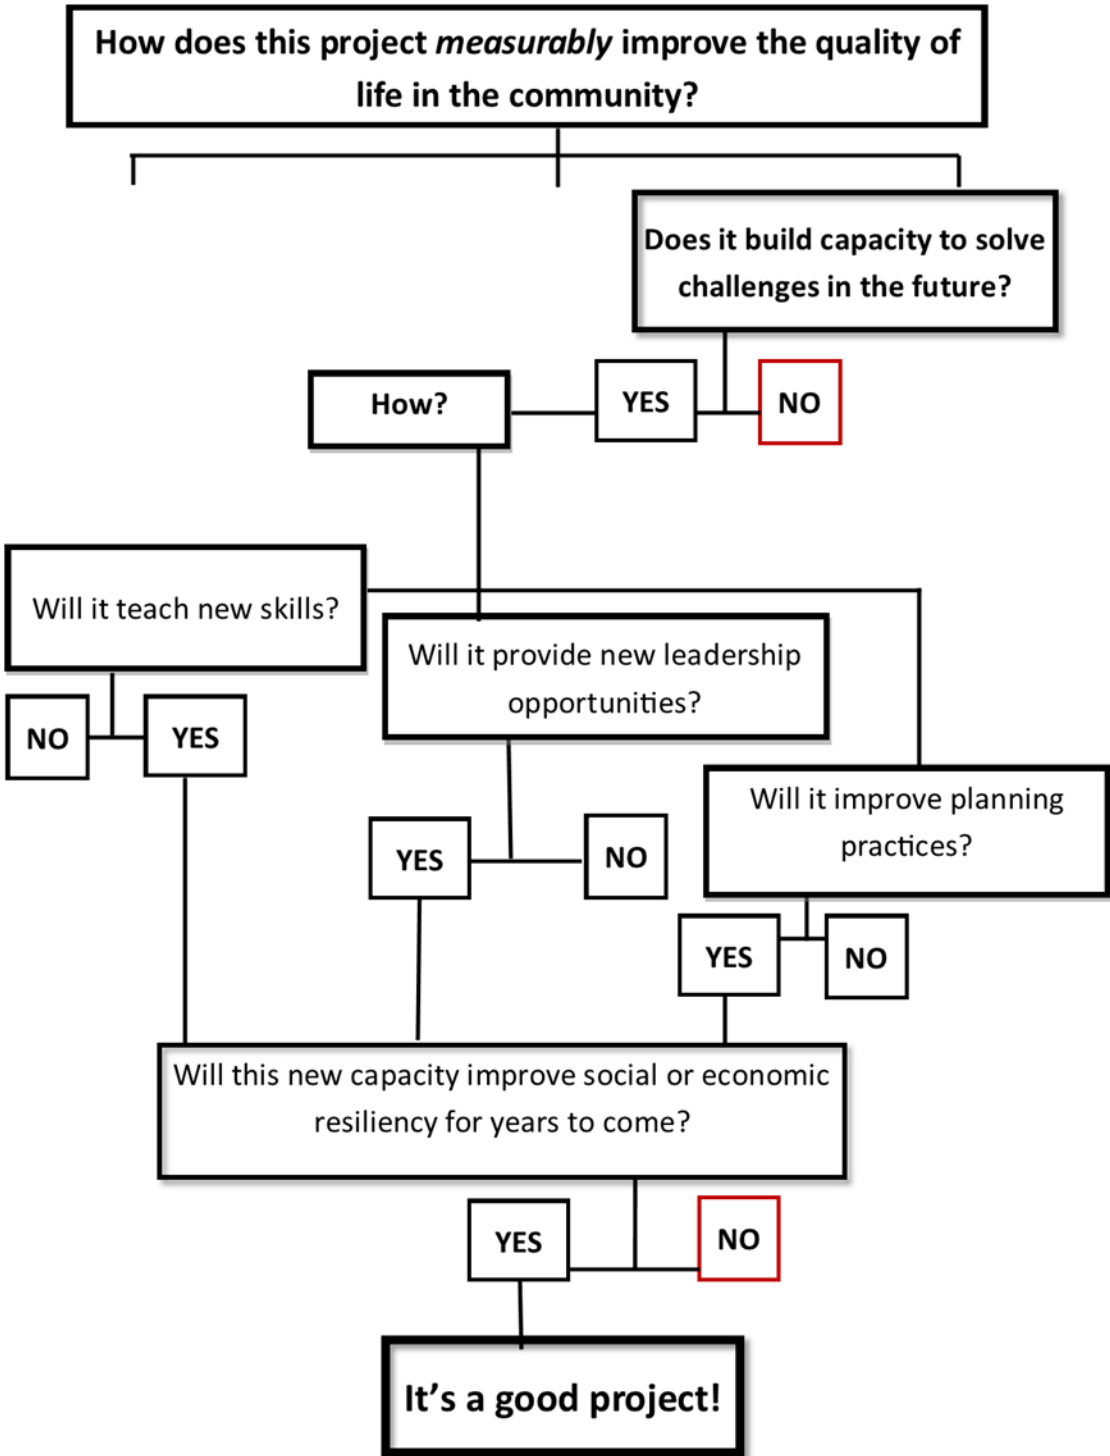 How does this project measurably improve the quality of
life in the community?
Does it build capacity to solve
challenges in the future?
How?
YES
NO
Will it teach new skills?
NO
YES
Will it provide new leadership
opportunities?
YES
NO
Will it improve planning
practices?
YES
NO
Will this new capacity improve social or economic
resiliency for years to come?
YES
NO
It’s a good project!